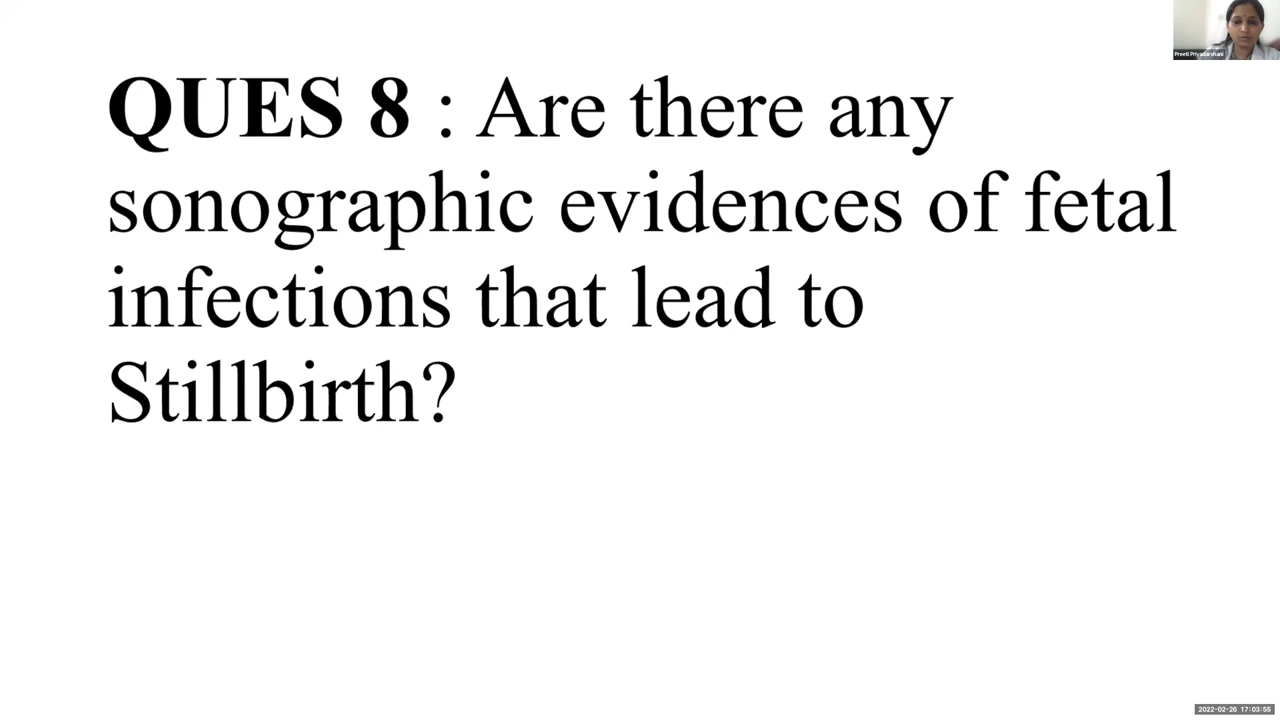 Preeti Priyadarshani
QUES 8 : Are there any
sonographic evidences of fetal
infections that lead to
Stillbirth?
2022-02-26 17:03:55